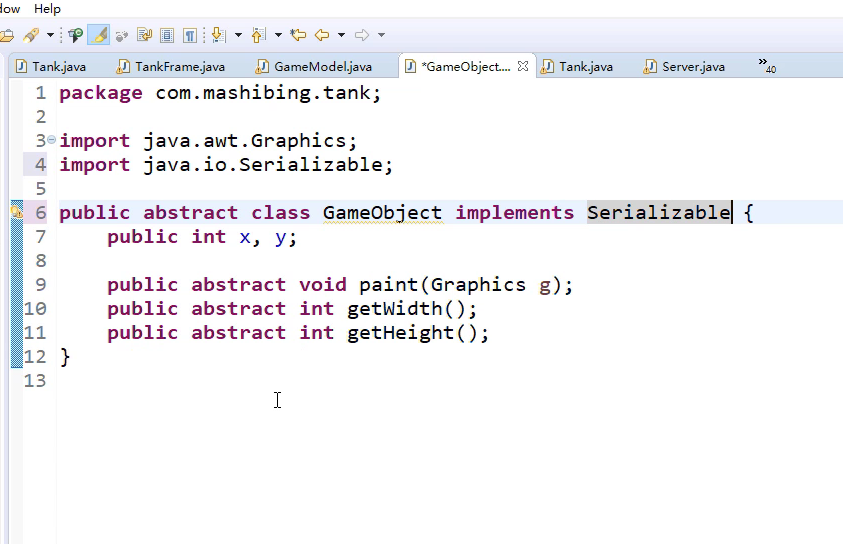 dow Help
Tank.java TankFrame.java GameModel.java *GameObject.... Tank.java Server.java »40
1 package com.mashibing.tank;
2
3 import java.awt.Graphics;
4 import java.io.Serializable;
5
6 public abstract class GameObject implements Serializable {
7 public int x, y;
8
9 public abstract void paint(Graphics g);
10 public abstract int getWidth();
11 public abstract int getHeight();
12 }
13